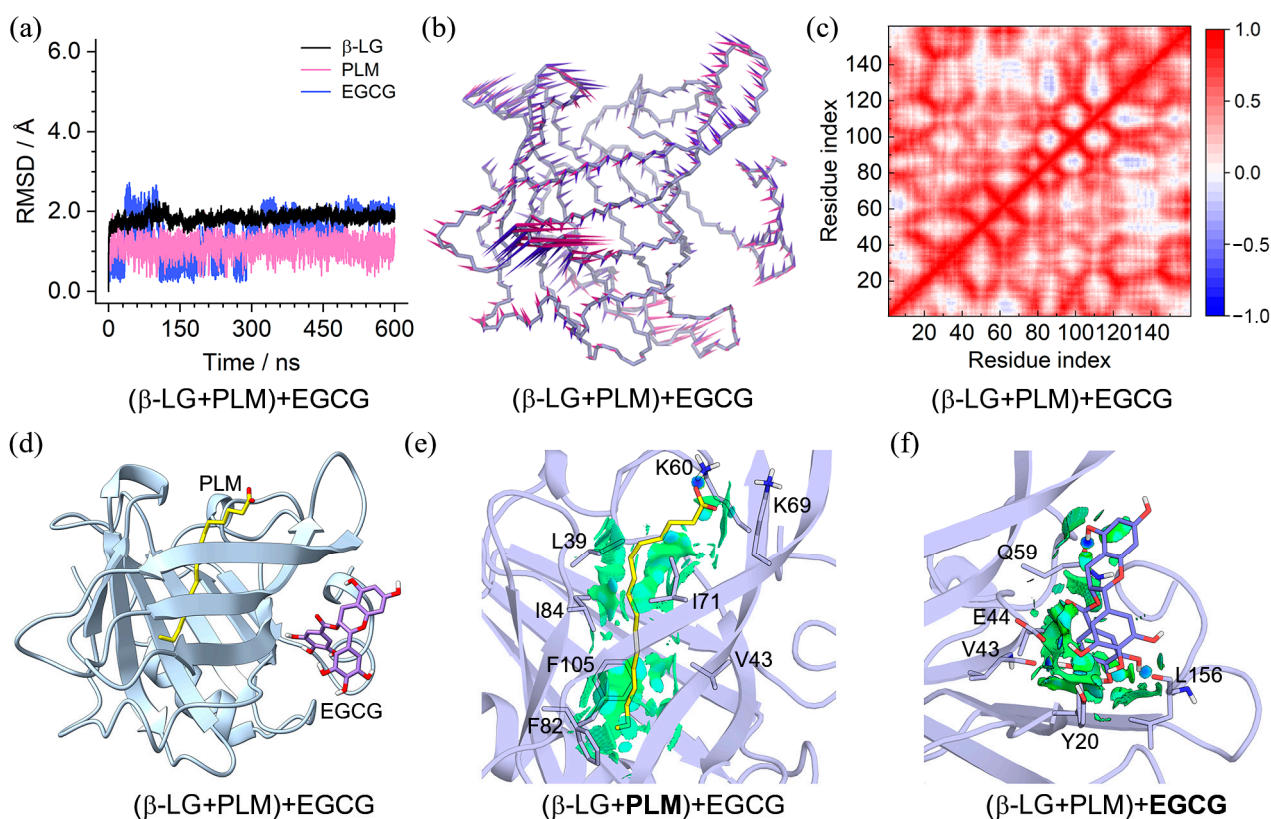 (a)
6.0
4.0
2.0
0.0
RMSD / Å
β-LG
PLM
EGCG
0
150
300
450
600
Time / ns
(β-LG+PLM)+EGCG
(b)
(β-LG+PLM)+EGCG
(c)
140
120
100
80
60
40
20
Residue index
20
40
60
80
100
120
140
Residue index
1.0
0.5
0.0
−0.5
−1.0
(β-LG+PLM)+EGCG
(d)
PLM
EGCG
(β-LG+PLM)+EGCG
(e)
K60
K69
L39
I84
I71
F105
V43
F82
(β-LG+PLM)+EGCG
(f)
Q59
E44
V43
L156
Y20
(β-LG+PLM)+EGCG